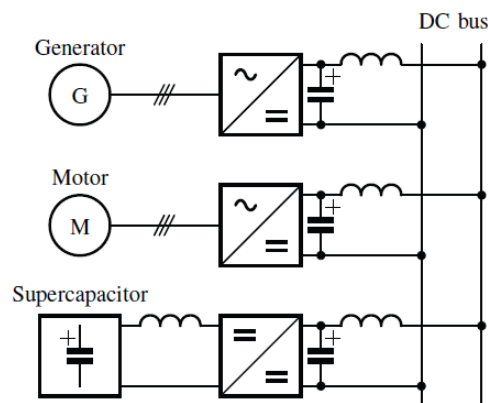 DC bus
Generator
G
+
Motor
M
+
Supercapacitor
+
+